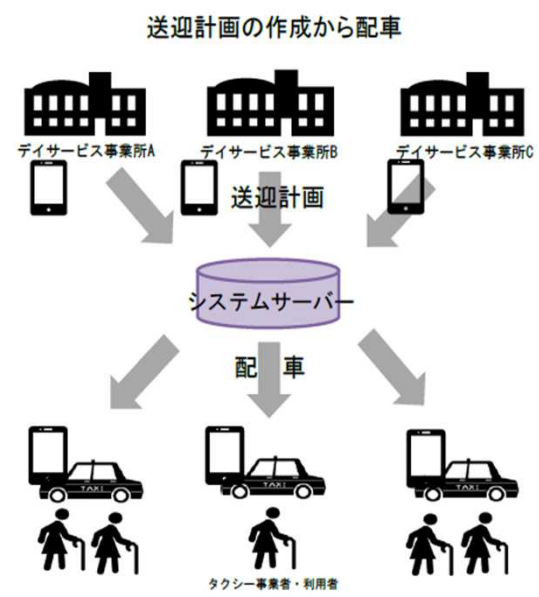 送迎計画の作成から配車
デイサービス事業所A
デイサービス事業所B
デイサービス事業所C
送迎計画
システムサーバー
配 車
TAXI
TAXI
TAXI
タクシー事業者・利用者